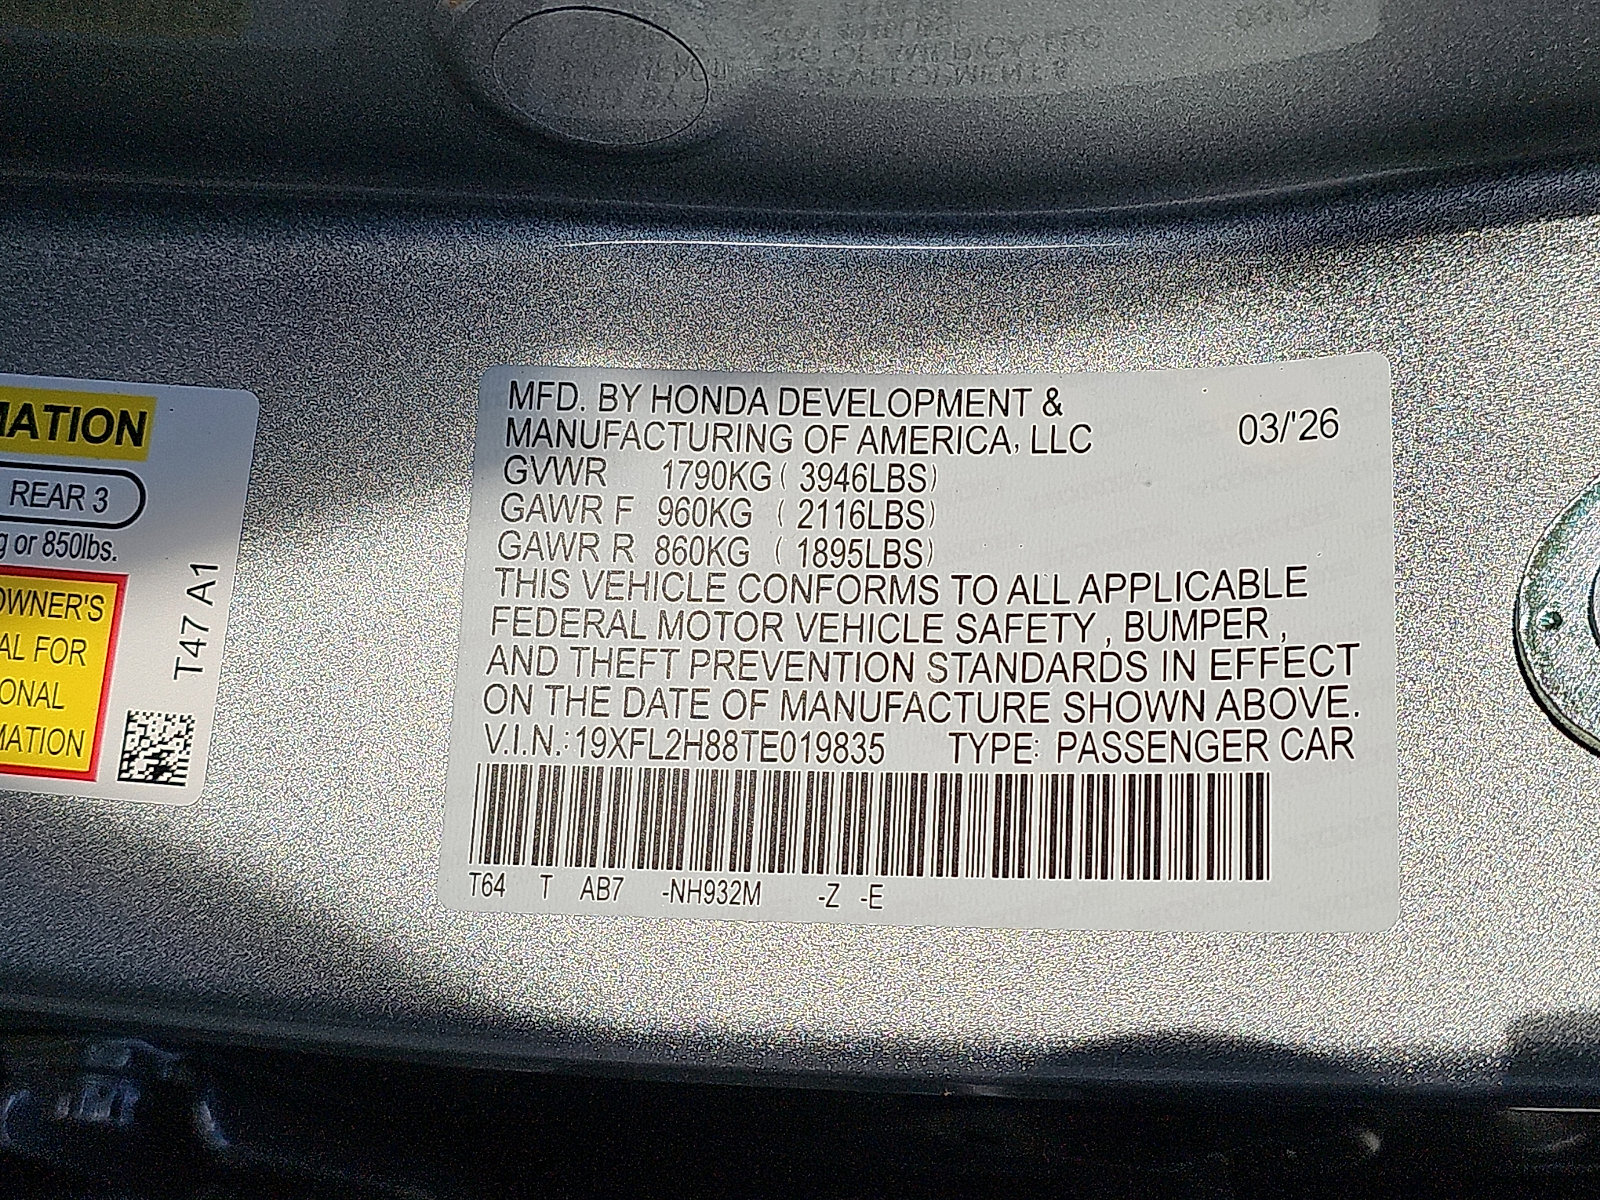 MATION
REAR 3
g or 850lbs.
OWNER'S
AL FOR
ONAL
MATION
T47 A1
MFD. BY HONDA DEVELOPMENT &
MANUFACTURING OF AMERICA, LLC 03/'26
GVWR 1790KG ( 3946LBS)
GAWR F 960KG ( 2116LBS)
GAWR R 860KG ( 1895LBS)
THIS VEHICLE CONFORMS TO ALL APPLICABLE
FEDERAL MOTOR VEHICLE SAFETY , BUMPER ,
AND THEFT PREVENTION STANDARDS IN EFFECT
ON THE DATE OF MANUFACTURE SHOWN ABOVE.
V.I.N.: 19XFL2H88TE019835 TYPE: PASSENGER CAR
T64 T AB7 -NH932M -Z -E